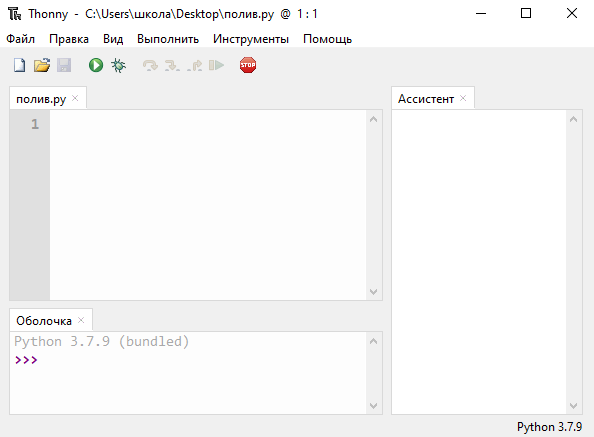 Thonny - C:\Users\школа\Desktop\полив.py @ 1 : 1
Файл Правка Вид Выполнить Инструменты Помощь
STOP
полив.py
Ассистент
1
Оболочка
Python 3.7.9 (bundled)
>>>
Python 3.7.9